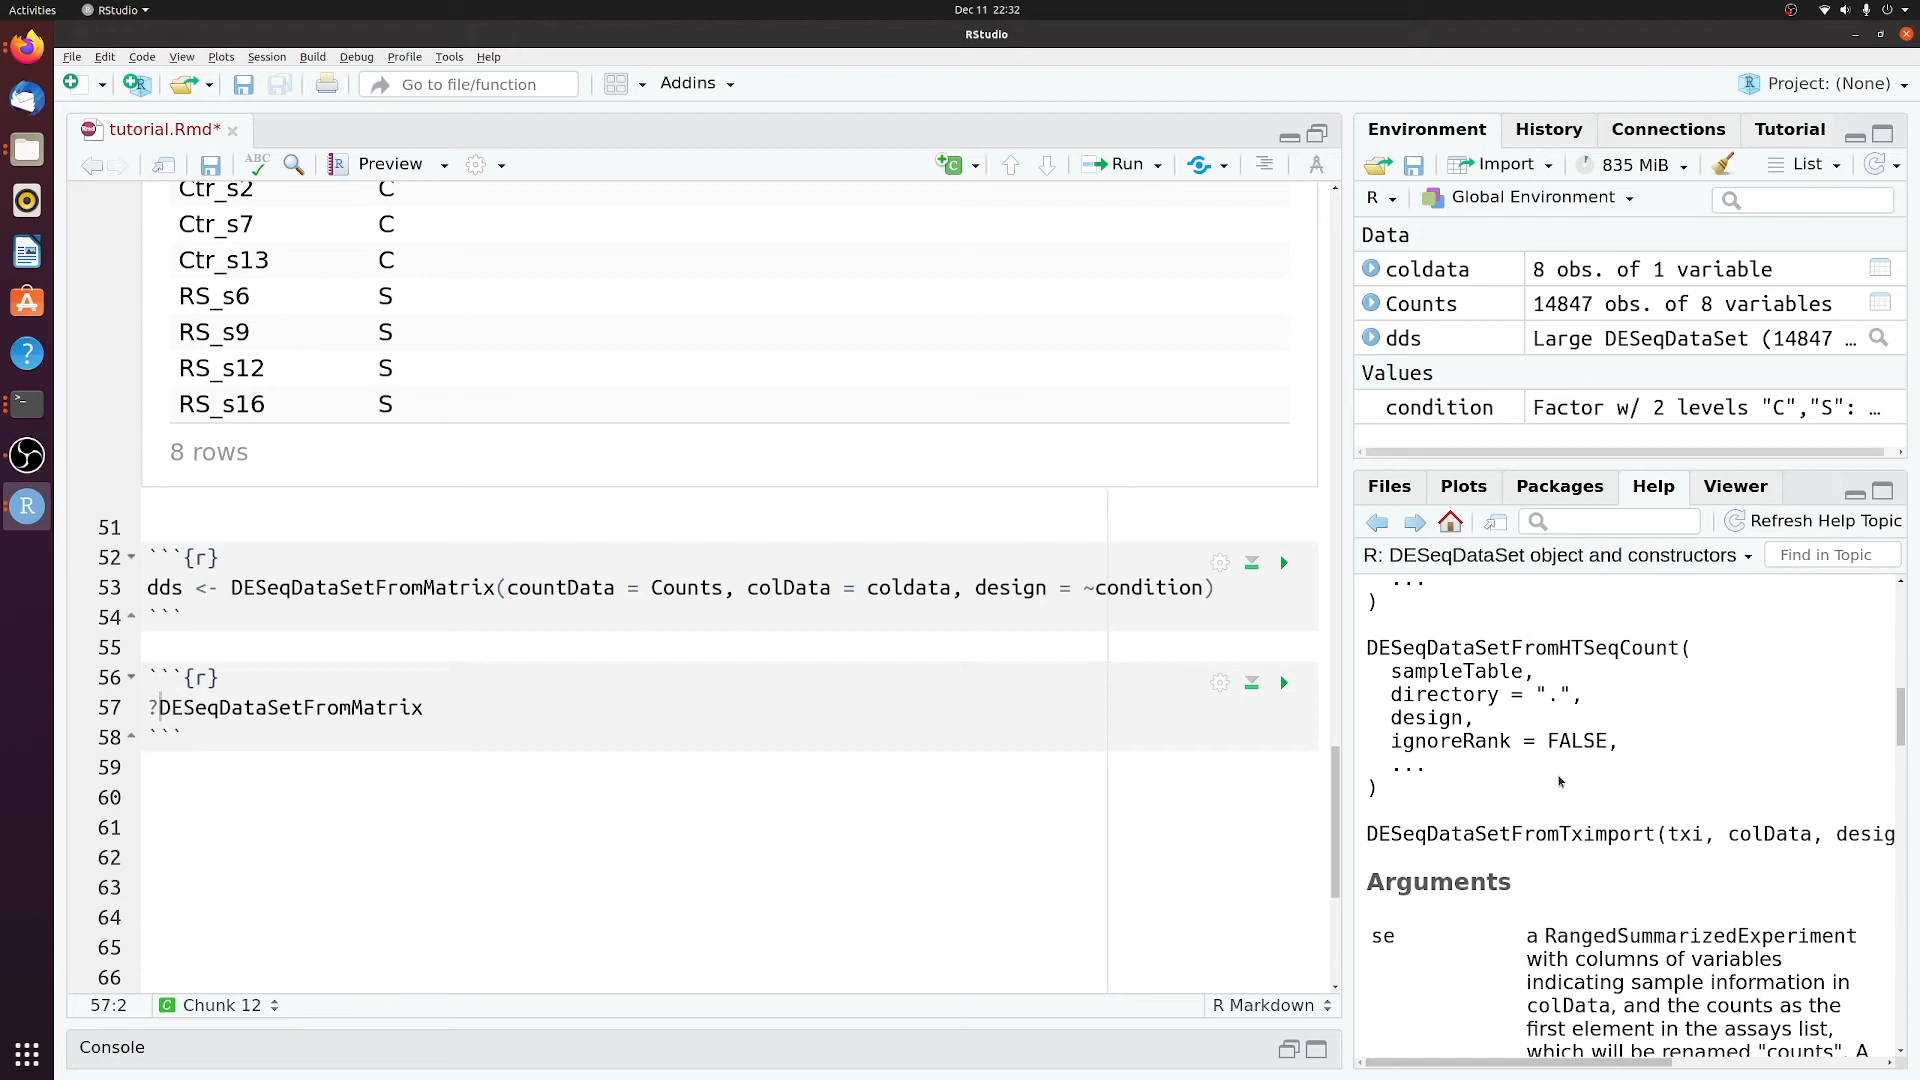 Activities
RStudio
Dec 11 22:32
RStudio
File Edit Code View Plots Session Build Debug Profile Tools Help
Go to file/function
Addins
Project: (None)
tutorial.Rmd*
ABC
Preview
Run
Ctr_s2 C
Ctr_s7 C
Ctr_s13 C
RS_s6 S
RS_s9 S
RS_s12 S
RS_s16 S
8 rows
51
52 ```{r}
53 dds <- DESeqDataSetFromMatrix(countData = Counts, colData = coldata, design = ~condition)
54 ```
55
56 ```{r}
57 ?DESeqDataSetFromMatrix
58 ```
59
60
61
62
63
64
65
66
57:2
C Chunk 12
R Markdown
Console
Environment History Connections Tutorial
Import
835 MiB
List
R
Global Environment
Data
coldata 8 obs. of 1 variable
Counts 14847 obs. of 8 variables
dds Large DESeqDataSet (14847 …
Values
condition Factor w/ 2 levels "C","S": …
Files Plots Packages Help Viewer
Refresh Help Topic
R: DESeqDataSet object and constructors
Find in Topic
...
)
DESeqDataSetFromHTSeqCount(
sampleTable,
directory = ".",
design,
ignoreRank = FALSE,
...
)
DESeqDataSetFromTximport(txi, colData, desig
Arguments
se a RangedSummarizedExperiment
with columns of variables
indicating sample information in
colData, and the counts as the
first element in the assays list,
which will be renamed "counts". A